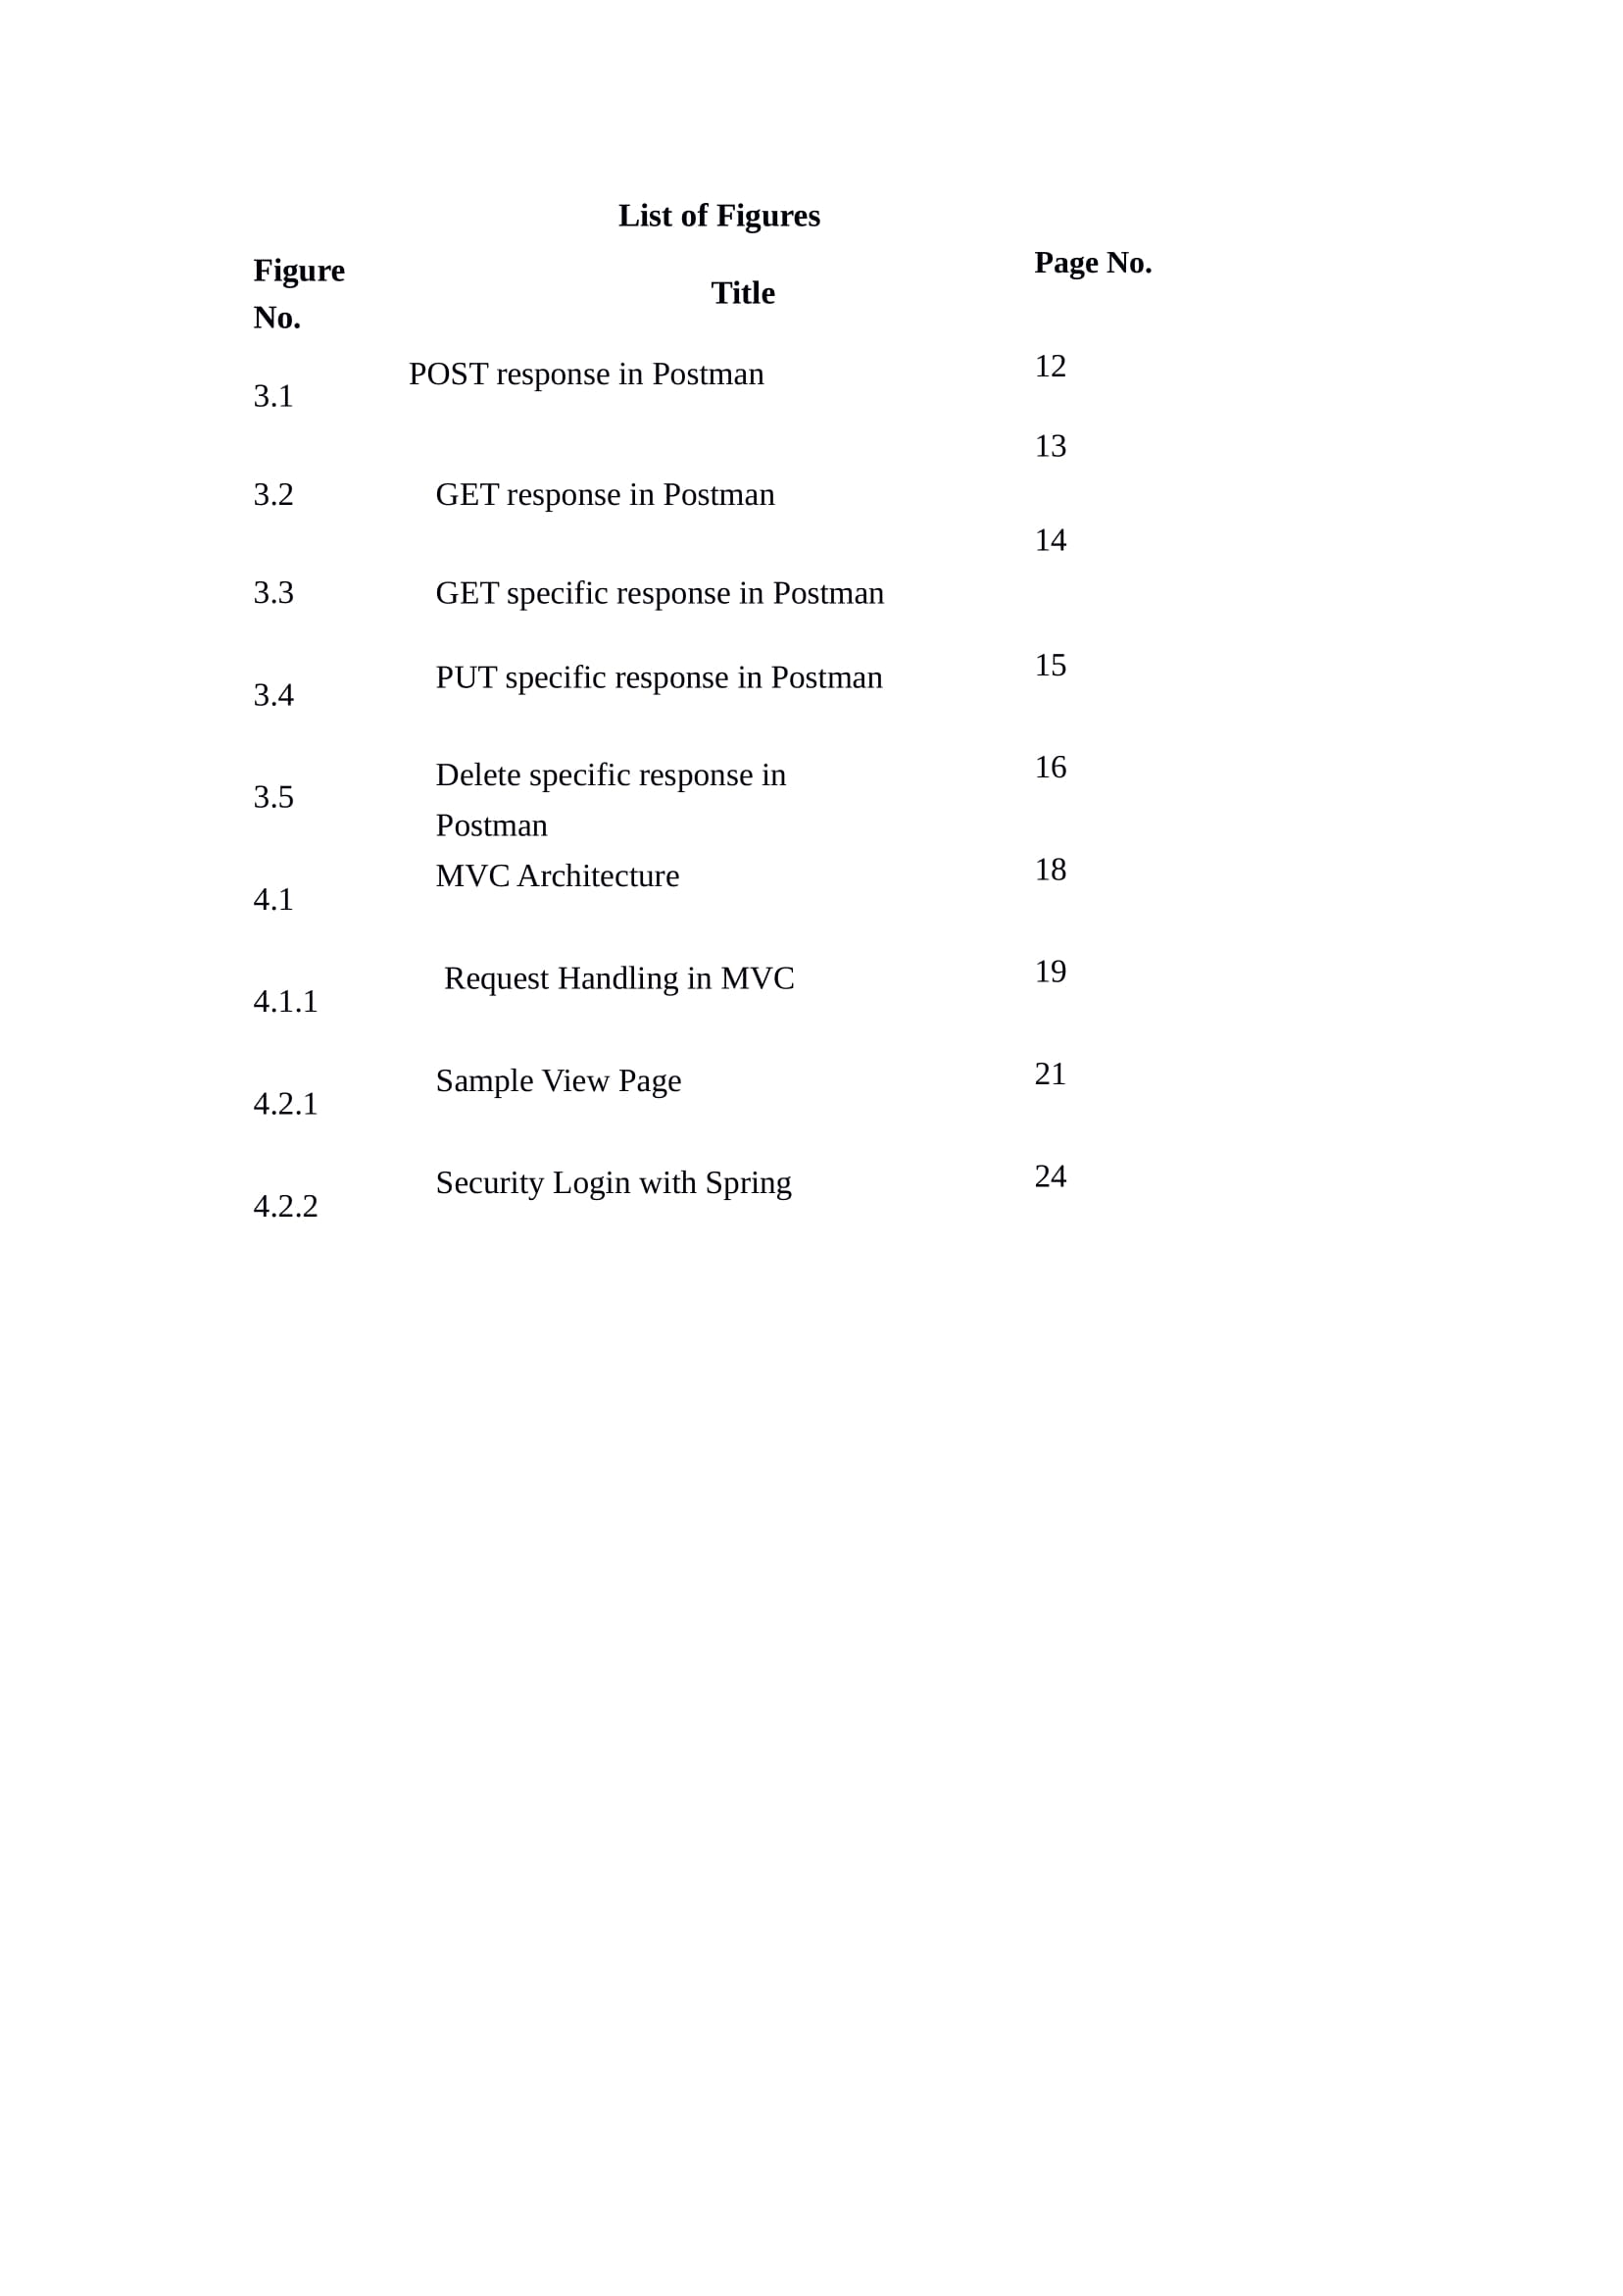 List of Figures
Figure No. Title Page No.
3.1 POST response in Postman 12
3.2 GET response in Postman 13
3.3 GET specific response in Postman 14
3.4 PUT specific response in Postman 15
3.5 Delete specific response in Postman 16
4.1 MVC Architecture 18
4.1.1 Request Handling in MVC 19
4.2.1 Sample View Page 21
4.2.2 Security Login with Spring 24